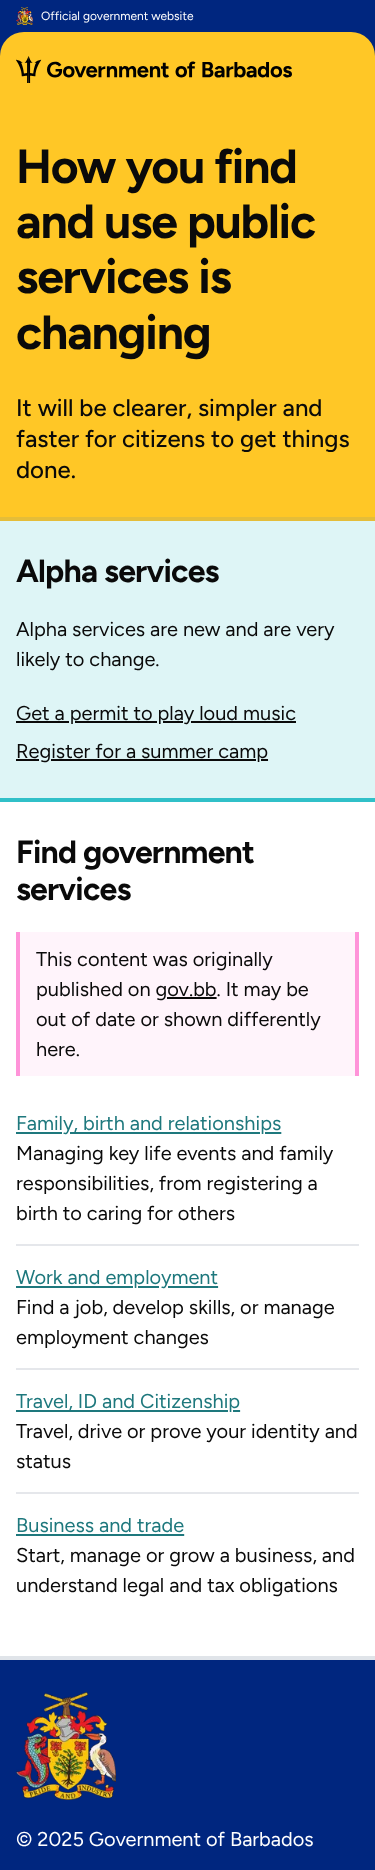 Official government website
Government of Barbados
How you find
and use public
services is
changing
It will be clearer, simpler and
faster for citizens to get things
done.
Alpha services
Alpha services are new and are very
likely to change.
Get a permit to play loud music
Register for a summer camp
Find government
services
This content was originally
published on gov.bb. It may be
out of date or shown differently
here.
Family, birth and relationships
Managing key life events and family
responsibilities, from registering a
birth to caring for others
Work and employment
Find a job, develop skills, or manage
employment changes
Travel, ID and Citizenship
Travel, drive or prove your identity and
status
Business and trade
Start, manage or grow a business, and
understand legal and tax obligations
PRIDE AND INDUSTRY
© 2025 Government of Barbados